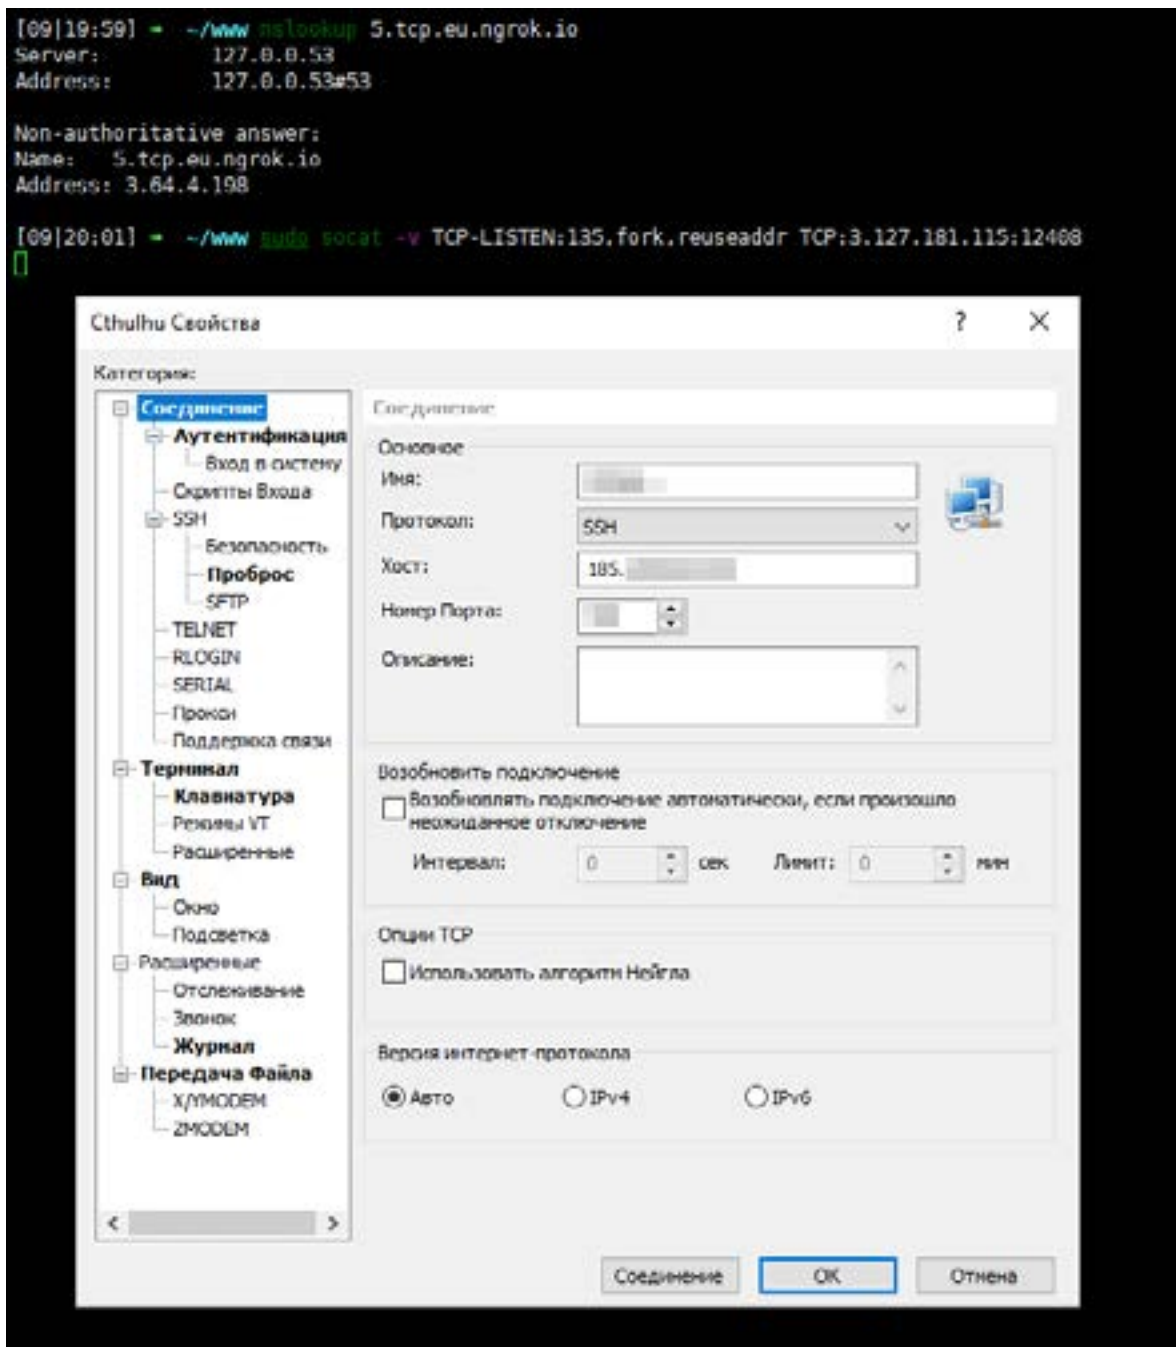 [09|19:59] → ~/www nslookup 5.tcp.eu.ngrok.io
Server: 127.0.0.53
Address: 127.0.0.53#53
Non-authoritative answer:
Name: 5.tcp.eu.ngrok.io
Address: 3.64.4.198
[09|20:01] → ~/www sudo socat -v TCP-LISTEN:135.fork.reuseaddr TCP:3.127.181.115:12408
Cthulhu Свойства ? ×
Категория:
Соединение
Аутентификация
Вход в систему
Скрипты Входа
SSH
Безопасность
Проброс
SFTP
TELNET
RLOGIN
SERIAL
Прокси
Поддержка связи
Терминал
Клавиатура
Режимы VT
Расширенные
Вид
Окно
Подсветка
Расширенные
Отслеживание
Звонок
Журнал
Передача Файла
X/YMODEM
ZMODEM
Соединение
Основное
Имя:
Протокол: SSH
Хост: 185.
Номер Порта:
Описание:
Возобновить подключение
Возобновлять подключение автоматически, если произошло
неожиданное отключение
Интервал: 0 сек Лимит: 0 мин
Опции TCP
Использовать алгоритм Нейгла
Версия интернет-протокола
Авто IPv4 IPv6
Соединение OK Отмена